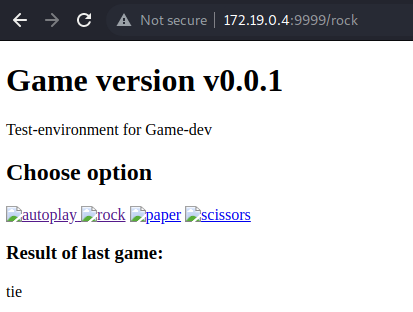 Not secure | 172.19.0.4:9999/rock
Game version v0.0.1
Test-environment for Game-dev
Choose option
autoplay rock paper scissors
Result of last game:
tie